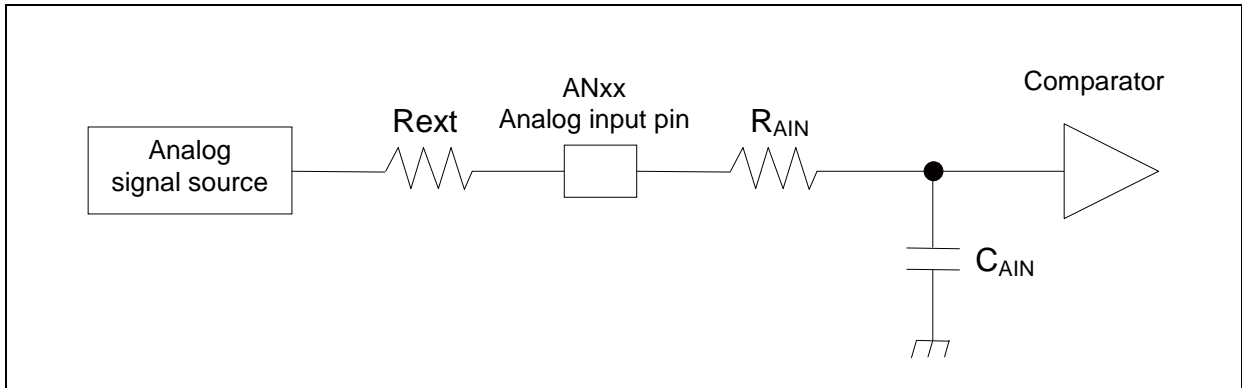 Analog
signal source
Rext
ANxx
Analog input pin
RAIN
Comparator
CAIN